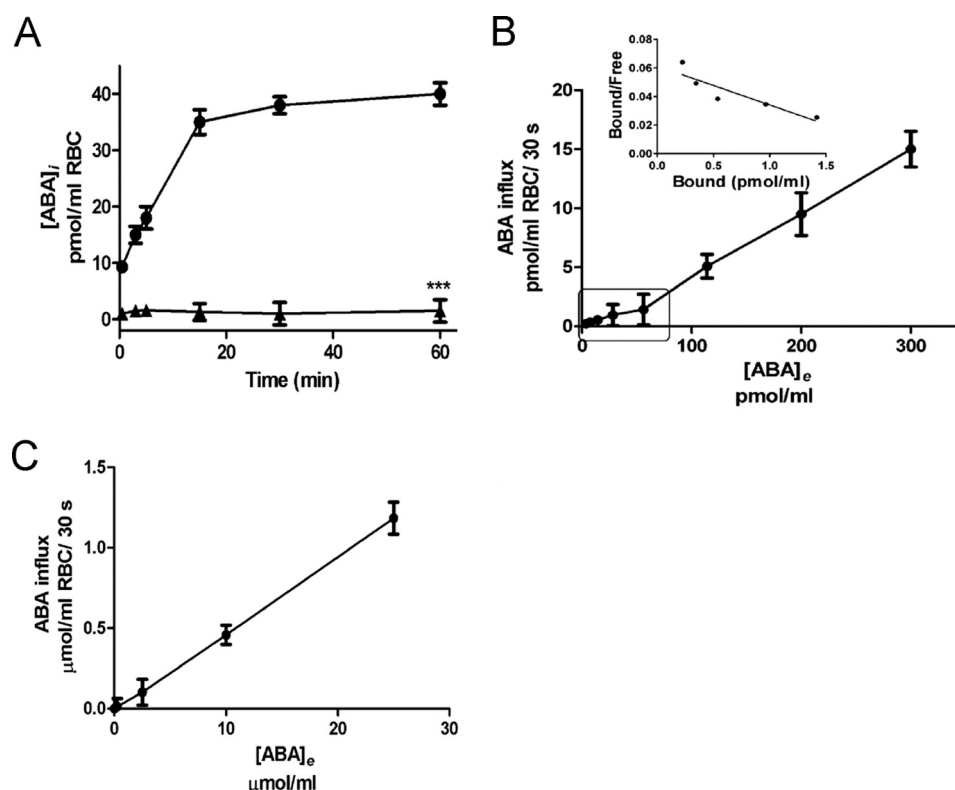 A
[ABA]i
pmol/ml RBC
40
30
20
10
0
***
0
20
40
60
Time (min)
B
Bound/Free
0.08
0.06
0.04
0.02
0.00
0.0
0.5
1.0
1.5
Bound (pmol/ml)
ABA influx
pmol/ml RBC/ 30 s
20
15
10
5
0
0
100
200
300
[ABA]e
pmol/ml
C
ABA influx
μmol/ml RBC/ 30 s
1.5
1.0
0.5
0.0
0
10
20
30
[ABA]e
μmol/ml